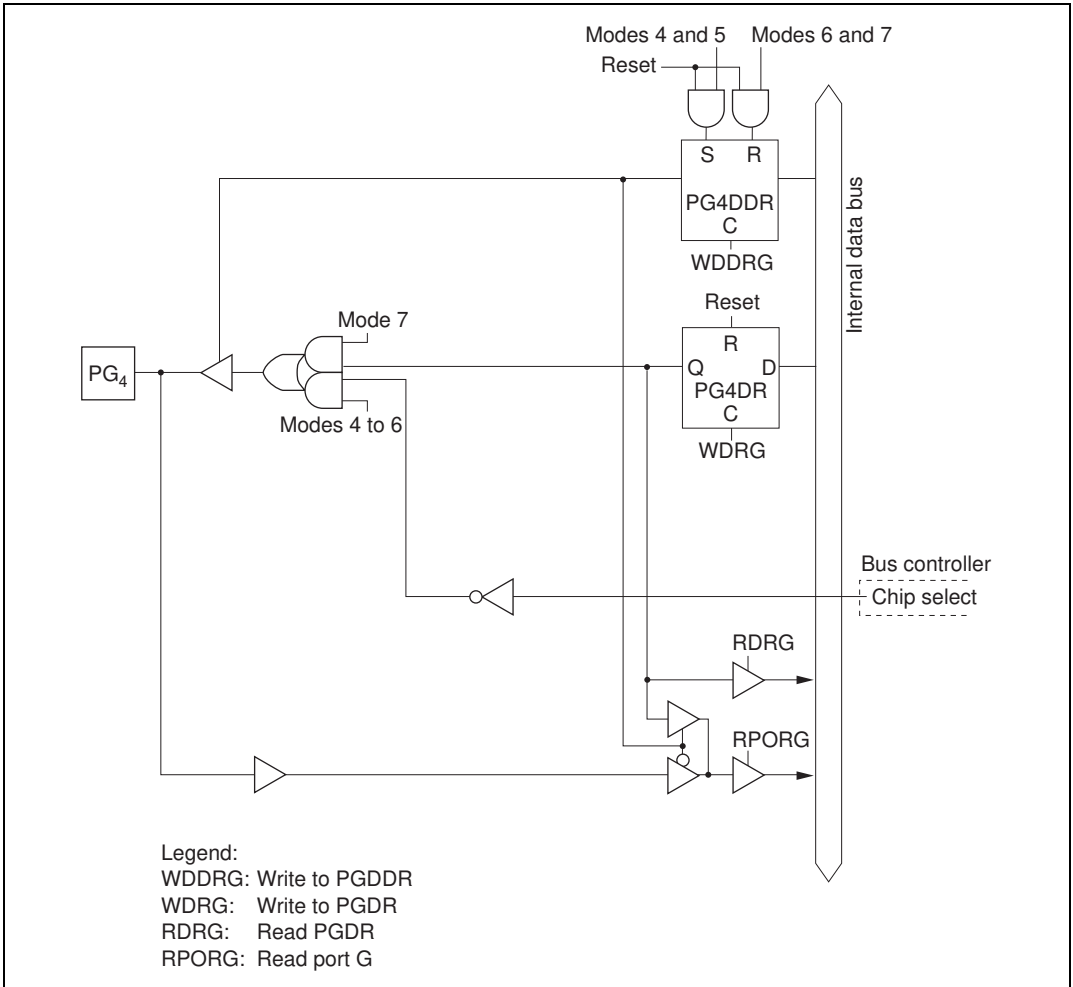 Modes 4 and 5 Modes 6 and 7
Reset
S R
PG4DDR
C
WDDRG
Internal data bus
Reset
Mode 7
R
PG4
Q D
PG4DR
C
Modes 4 to 6
WDRG
Bus controller
Chip select
RDRG
RPORG
Legend:
WDDRG: Write to PGDDR
WDRG: Write to PGDR
RDRG: Read PGDR
RPORG: Read port G